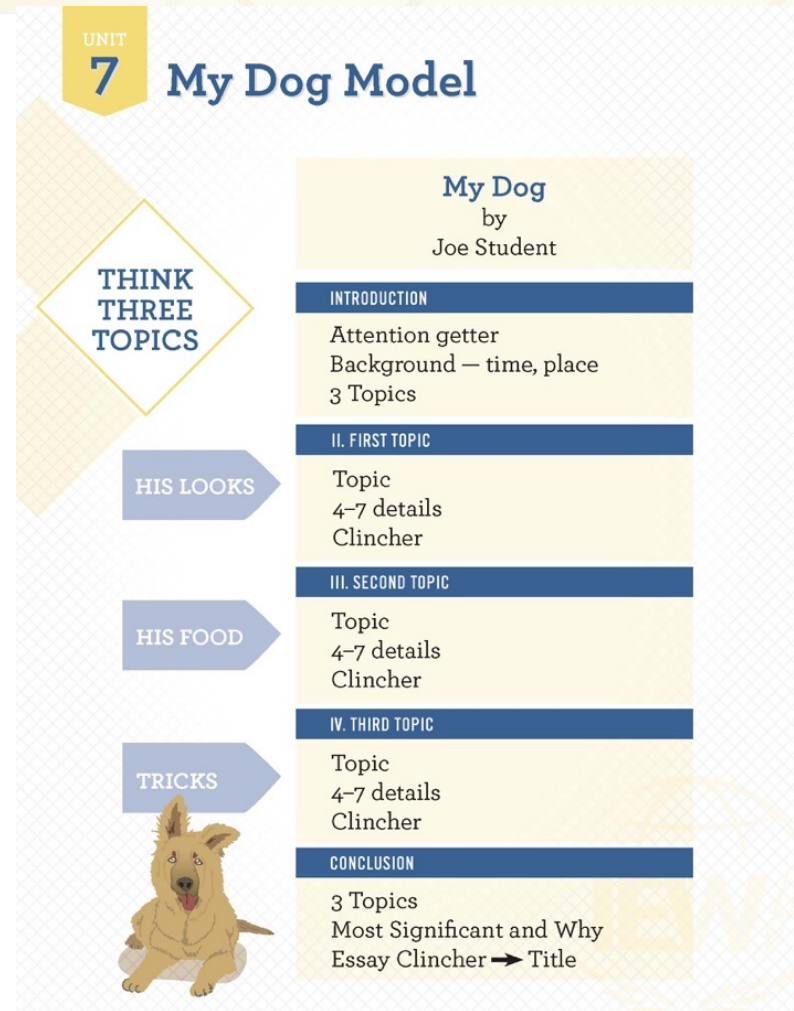 UNIT
7
My Dog Model
My Dog
by
Joe Student
THINK
THREE
TOPICS
INTRODUCTION
Attention getter
Background — time, place
3 Topics
HIS LOOKS
II. FIRST TOPIC
Topic
4–7 details
Clincher
HIS FOOD
III. SECOND TOPIC
Topic
4–7 details
Clincher
TRICKS
IV. THIRD TOPIC
Topic
4–7 details
Clincher
CONCLUSION
3 Topics
Most Significant and Why
Essay Clincher → Title
IEW